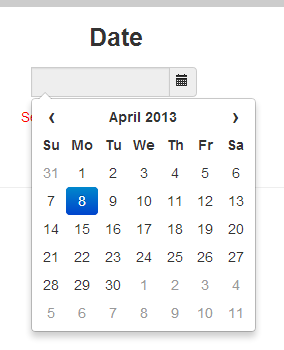 Date
‹ April 2013 ›
Su Mo Tu We Th Fr Sa
31 1 2 3 4 5 6
7 8 9 10 11 12 13
14 15 16 17 18 19 20
21 22 23 24 25 26 27
28 29 30 1 2 3 4
5 6 7 8 9 10 11